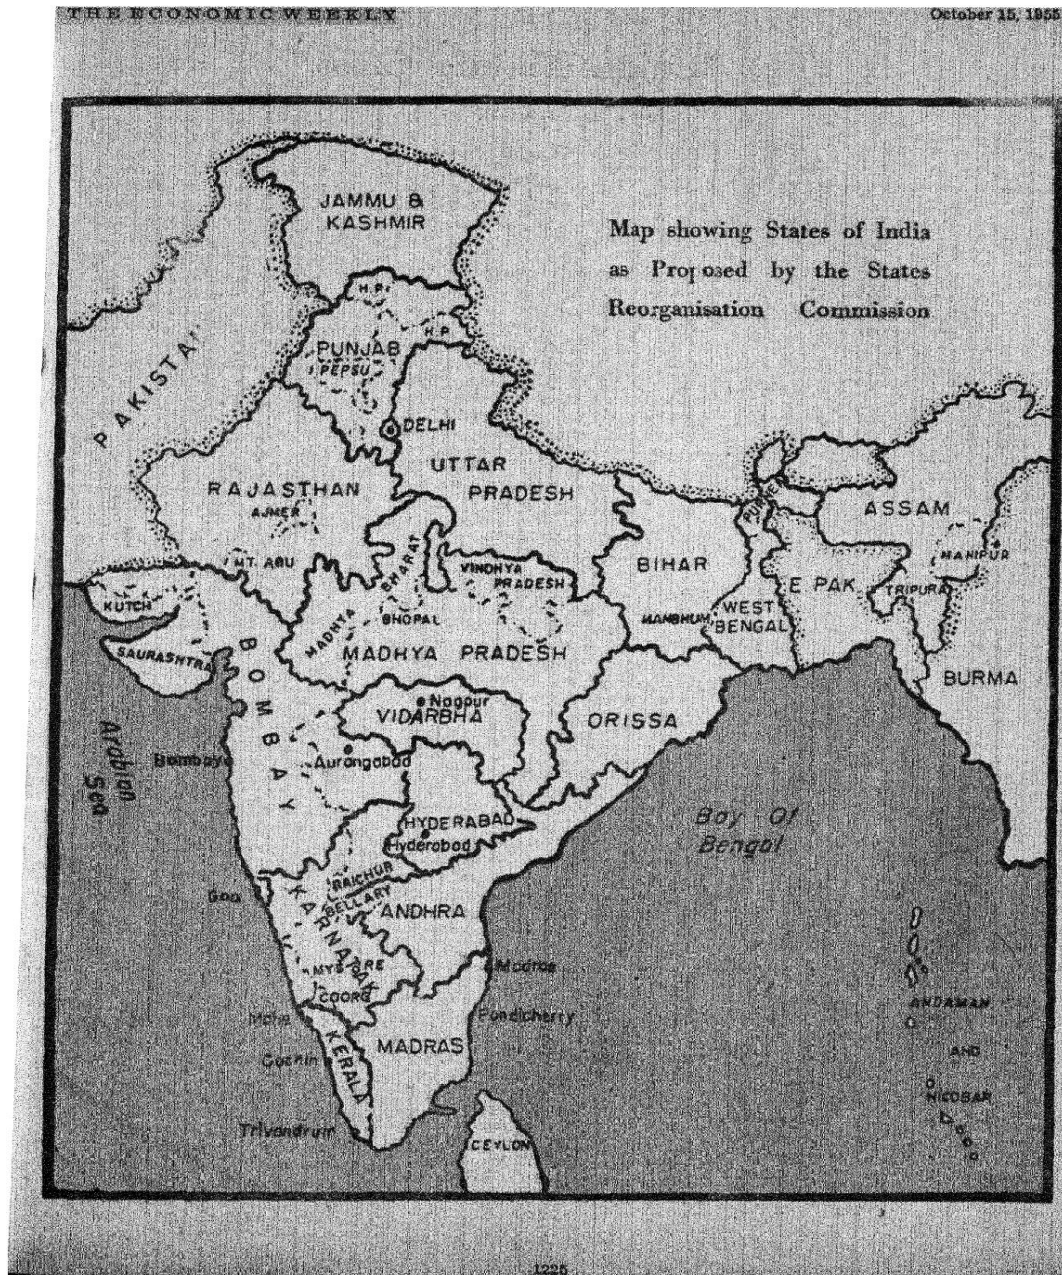 THE ECONOMIC WEEKLY
October 15, 1955
Map showing States of India
as Proposed by the States
Reorganisation Commission
JAMMU &
KASHMIR
H.P.
H.P.
PUNJAB
PEPSU
PAKISTA
DELHI
UTTAR
PRADESH
RAJASTHAN
AJMER
MT. ABU
ASSAM
MANIPUR
TRIPURA
BIHAR
E PAK
MANBHUM
WEST
BENGAL
BHARAT
MADHYA
VINDHYA
PRADESH
BHOPAL
MADHYA PRADESH
KUTCH
SAURASHTRA
BOMBAY
BURMA
Nagpur
VIDARBHA
ORISSA
Arabian
Sea
Bombay
Aurangabad
HYDERABAD
Hyderabad
Bay Of
Bengal
RAICHUR
BELLARY
Goa
KARNATAK
ANDHRA
MYSORE
COORG
Madras
Pondicherry
Mahe
MADRAS
Cochin
KERALA
Trivandrum
CEYLON
ANDAMAN
AND
NICOBAR
1225